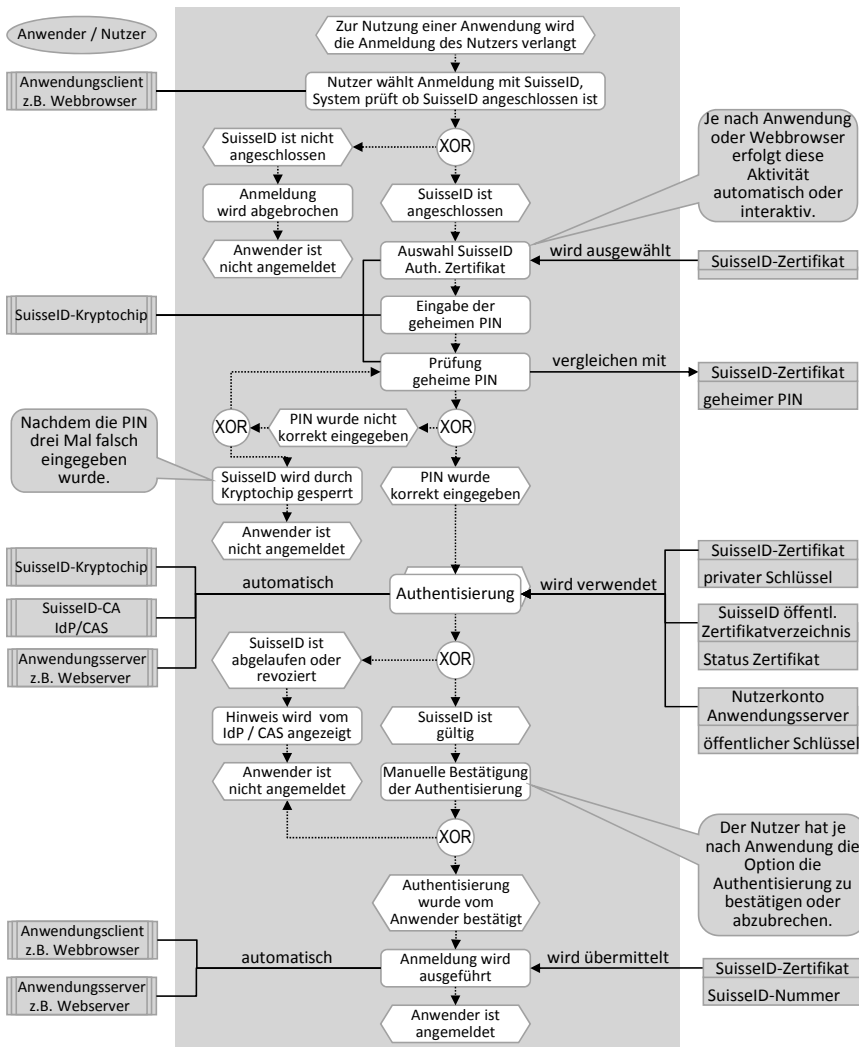 Anwender / Nutzer
Zur Nutzung einer Anwendung wird
die Anmeldung des Nutzers verlangt
Anwendungsclient
z.B. Webbrowser
Nutzer wählt Anmeldung mit SuisseID,
System prüft ob SuisseID angeschlossen ist
Je nach Anwendung
oder Webbrowser
erfolgt diese
Aktivität
automatisch oder
interaktiv.
SuisseID ist nicht
angeschlossen
XOR
Anmeldung
wird abgebrochen
SuisseID ist
angeschlossen
Anwender ist
nicht angemeldet
Auswahl SuisseID
Auth. Zertifikat
wird ausgewählt
SuisseID-Zertifikat
SuisseID-Kryptochip
Eingabe der
geheimen PIN
Prüfung
geheime PIN
vergleichen mit
SuisseID-Zertifikat
geheimer PIN
Nachdem die PIN
drei Mal falsch
eingegeben
wurde.
XOR
PIN wurde nicht
korrekt eingegeben
XOR
SuisseID wird durch
Kryptochip gesperrt
PIN wurde
korrekt eingegeben
Anwender ist
nicht angemeldet
SuisseID-Kryptochip
SuisseID-CA
IdP/CAS
Anwendungsserver
z.B. Webserver
automatisch
Authentisierung
wird verwendet
SuisseID-Zertifikat
privater Schlüssel
SuisseID öffentl.
Zertifikatverzeichnis
Status Zertifikat
Nutzerkonto
Anwendungsserver
öffentlicher Schlüssel
SuisseID ist
abgelaufen oder
revoziert
XOR
Hinweis wird vom
IdP / CAS angezeigt
SuisseID ist
gültig
Anwender ist
nicht angemeldet
Manuelle Bestätigung
der Authentisierung
XOR
Der Nutzer hat je
nach Anwendung die
Option die
Authentisierung zu
bestätigen oder
abzubrechen.
Authentisierung
wurde vom
Anwender bestätigt
Anwendungsclient
z.B. Webbrowser
Anwendungsserver
z.B. Webserver
automatisch
Anmeldung wird
ausgeführt
wird übermittelt
SuisseID-Zertifikat
SuisseID-Nummer
Anwender ist
angemeldet